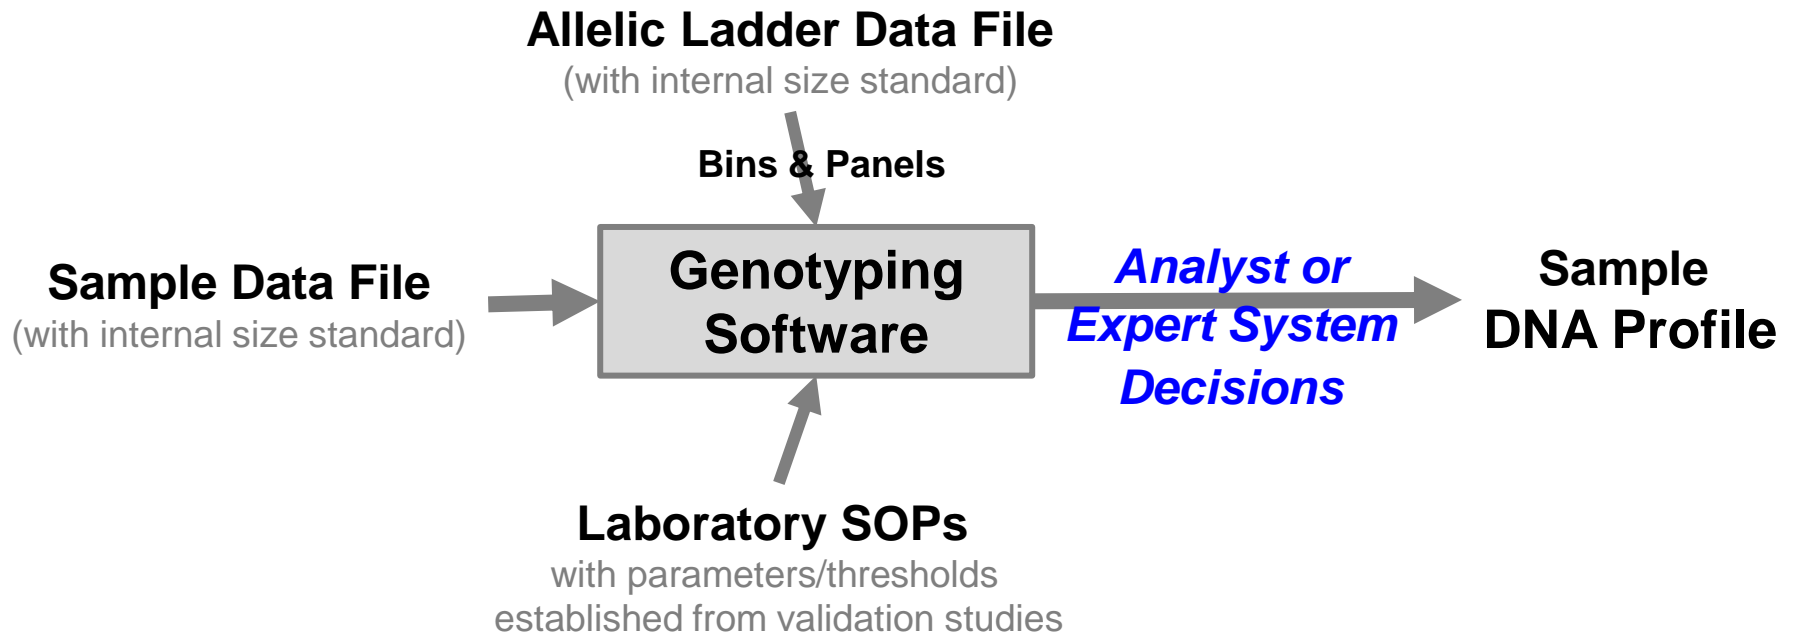 Allelic Ladder Data File
(with internal size standard)
Bins & Panels
Sample Data File
(with internal size standard)
Genotyping
Software
Analyst or
Expert System
Decisions
Sample
DNA Profile
Laboratory SOPs
with parameters/thresholds
established from validation studies